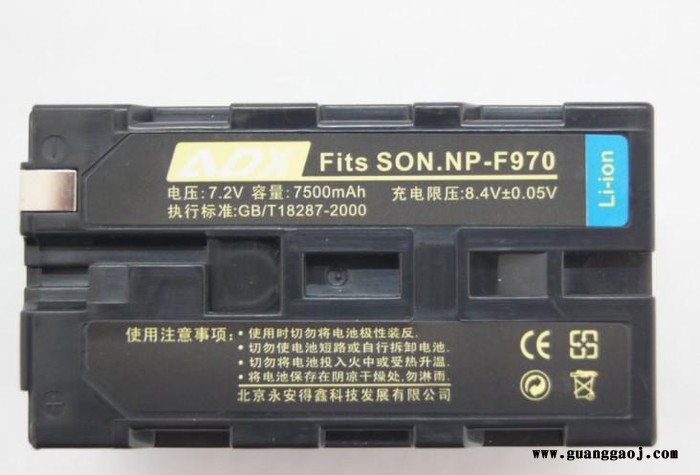 ADX Fits SON.NP-F970
电压:7.2V 容量:7500mAh 充电限压:8.4V±0.05V
执行标准:GB/T18287-2000
Li-ion
使用注意事项:
·使用时切勿将电池极性装反.
·切勿使电池短路或自行拆卸电池.
·切勿将电池投入火中或受热升温.
·将电池保存在阴凉干燥处.勿淋雨.
北京永安得鑫科技发展有限公司
CE
www.guanggaoj.com